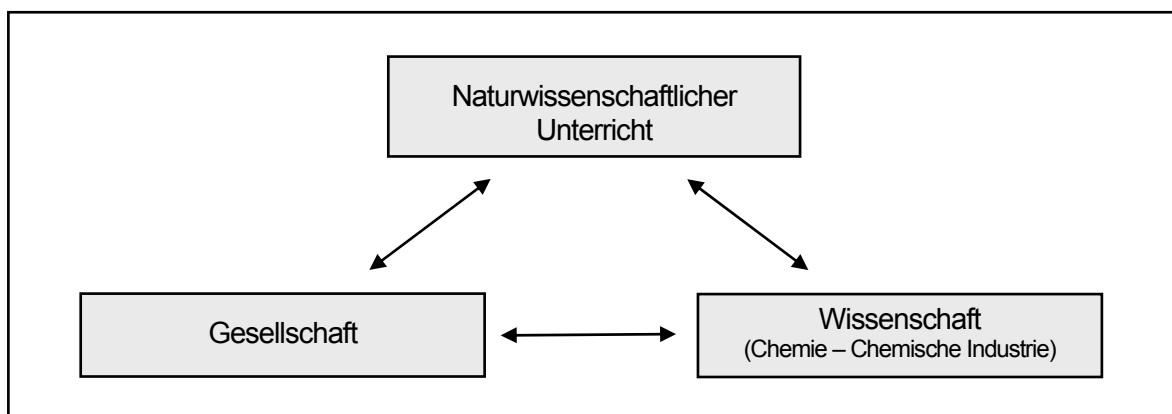 Naturwissenschaftlicher
Unterricht
Gesellschaft
Wissenschaft
(Chemie – Chemische Industrie)